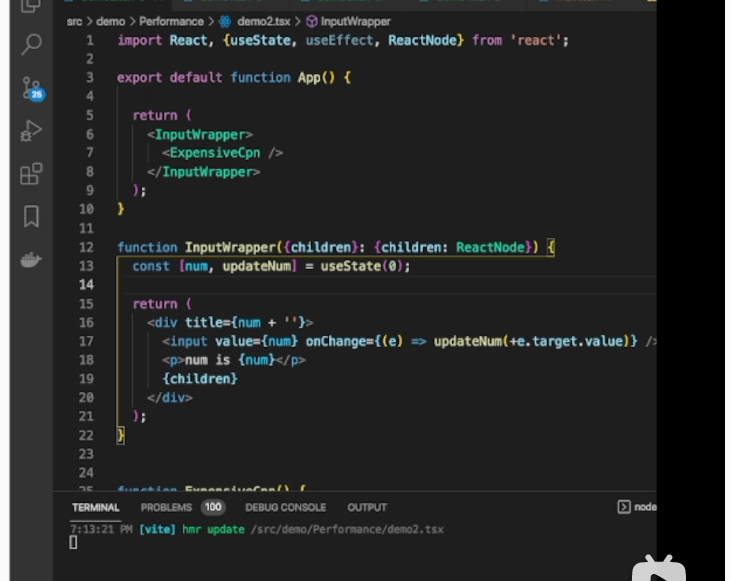 src > demo > Performance > demo2.tsx > InputWrapper
1 import React, {useState, useEffect, ReactNode} from 'react';
2
3 export default function App() {
4
5 return (
6 <InputWrapper>
7 <ExpensiveCpn />
8 </InputWrapper>
9 );
10 }
11
12 function InputWrapper({children}: {children: ReactNode}) {
13 const [num, updateNum] = useState(0);
14
15 return (
16 <div title={num + ''}>
17 <input value={num} onChange={(e) => updateNum(+e.target.value)} />
18 <p>num is {num}</p>
19 {children}
20 </div>
21 );
22 }
23
24
25 function ExpensiveCpn() {
25
TERMINAL PROBLEMS 100 DEBUG CONSOLE OUTPUT node
7:13:21 PM [vite] hmr update /src/demo/Performance/demo2.tsx